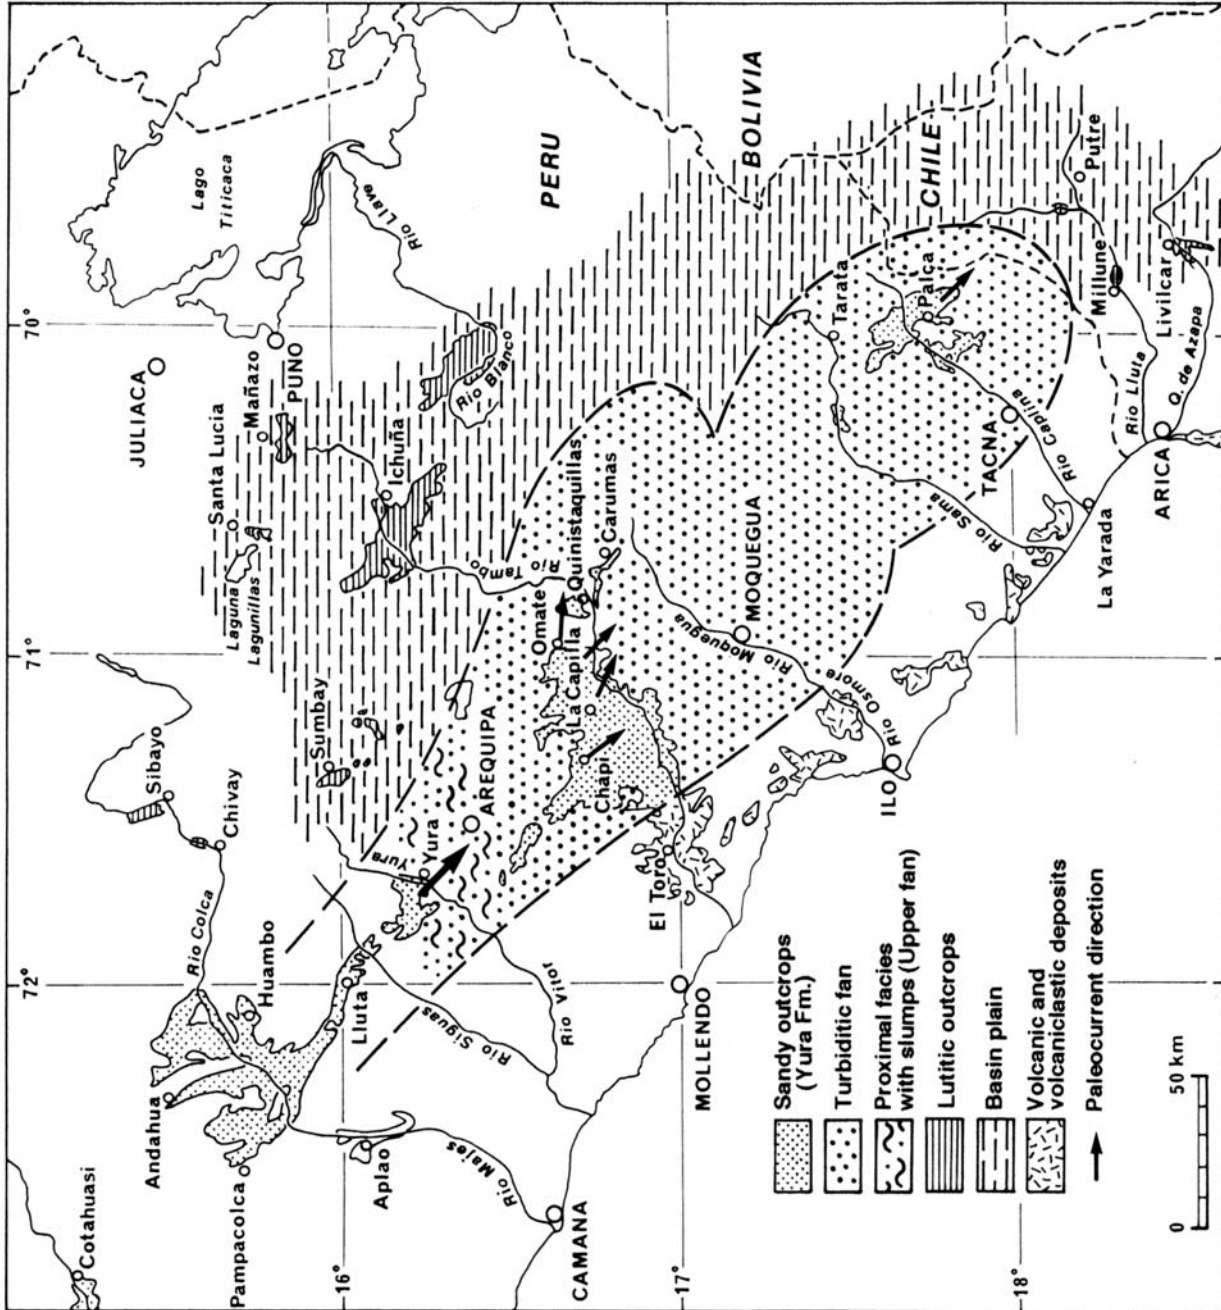 Cotahuasi
Andahua
Pampacolca
Huambo
Rio Colca
Sibayo
Chivay
Aplao
Lluta
Rio Majes
CAMANA
Rio Siguas
Rio Vitor
Yura
Yura
Sumbay
AREQUIPA
JULIACA
Santa Lucia
Laguna
Lagunillas
Mañazo
PUNO
Lago
Titicaca
Ichuña
Rio Blanco
Rio Llave
Rio Tambo
Omate
Quinistaquillas
Carumas
La Capilla
Chapi
El Toro
MOLLENDO
Rio Moquegua
MOQUEGUA
Rio Osmore
ILO
PERU
BOLIVIA
CHILE
Tarata
Palca
Rio Sama
TACNA
Rio Caplina
La Yarada
Putre
Millune
Livilcar
Rio Lluta
Q. de Azapa
ARICA
72°
71°
70°
16°
17°
18°
Sandy outcrops
(Yura Fm.)
Turbiditic fan
Proximal facies
with slumps (Upper fan)
Lutitic outcrops
Basin plain
Volcanic and
volcaniclastic deposits
Paleocurrent direction
0
50 km